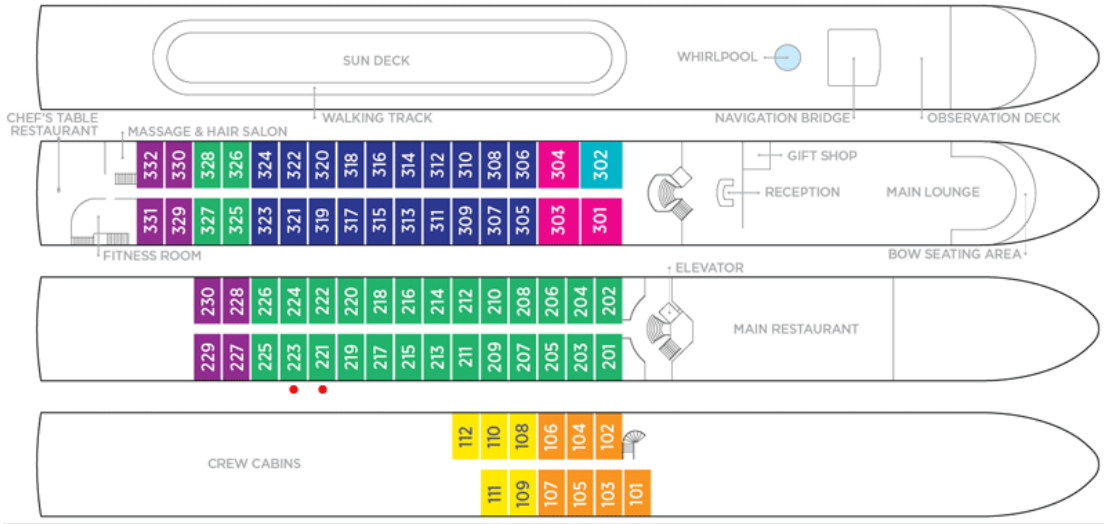 SUN DECK
WHIRLPOOL
CHEF'S TABLE
RESTAURANT
MASSAGE & HAIR SALON
WALKING TRACK
NAVIGATION BRIDGE
OBSERVATION DECK
332 330 328 326 324 322 320 318 316 314 312 310 308 306 304 302
GIFT SHOP
RECEPTION
MAIN LOUNGE
331 329 327 325 323 321 319 317 315 313 311 309 307 305 303 301
FITNESS ROOM
BOW SEATING AREA
ELEVATOR
230 228 226 224 222 220 218 216 214 212 210 208 206 204 202
MAIN RESTAURANT
229 227 225 223 221 219 217 215 213 211 209 207 205 203 201
112 110 108 106 104 102
CREW CABINS
111 109 107 105 103 101